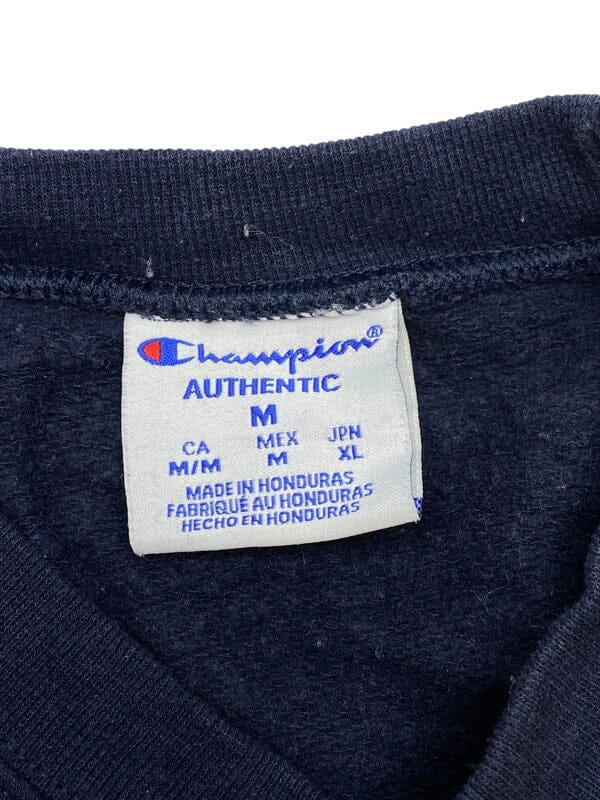 Champion®
AUTHENTIC
M
CA MEX JPN
M/M M XL
MADE IN HONDURAS
FABRIQUÉ AU HONDURAS
HECHO EN HONDURAS